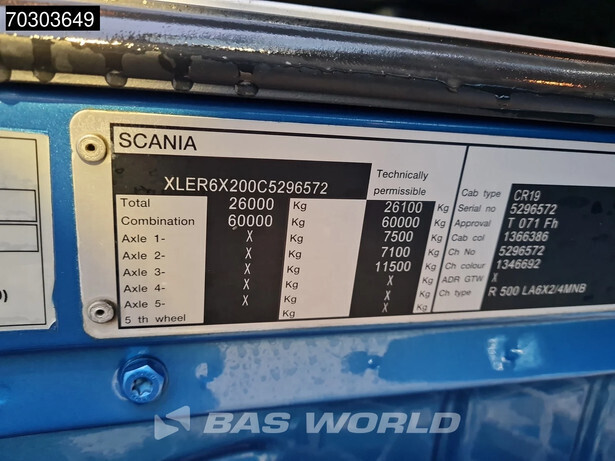 70303649
SCANIA
XLER6X200C5296572
Technically permissible
Total 26000 Kg 26100 Kg
Combination 60000 Kg 60000 Kg
Axle 1- X Kg 7500 Kg
Axle 2- X Kg 7100 Kg
Axle 3- X Kg 11500 Kg
Axle 4- X Kg X Kg
Axle 5- X Kg X Kg
5 th wheel Kg X Kg
Cab type CR19
Serial no 5296572
Approval T 071 Fh
Cab col 1366386
Ch No 5296572
Ch colour 1346692
ADR GTW X
Ch type R 500 LA6X2/4MNB
BAS WORLD